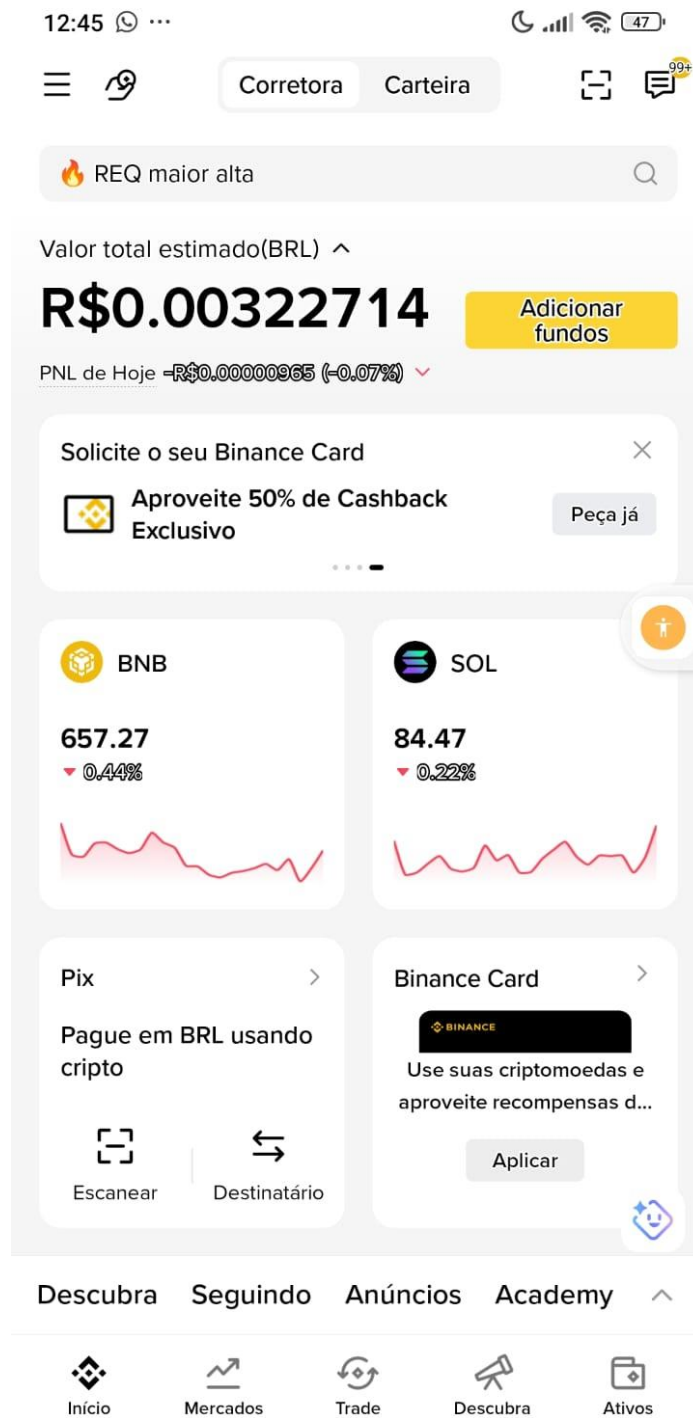 12:45
47
Corretora Carteira
99+
REQ maior alta
Valor total estimado(BRL)
R$0.00322714
Adicionar
fundos
PNL de Hoje -R$0.00000965 (-0.07%)
Solicite o seu Binance Card
Aproveite 50% de Cashback
Exclusivo
Peça já
BNB
657.27
0.44%
SOL
84.47
0.22%
Pix
Pague em BRL usando
cripto
Escanear Destinatário
Binance Card
BINANCE
Use suas criptomoedas e
aproveite recompensas d...
Aplicar
Descubra Seguindo Anúncios Academy
Início Mercados Trade Descubra Ativos